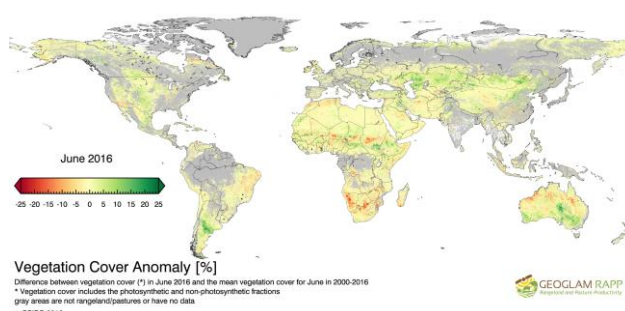 June 2016
-25 -20 -15 -10 -5 0 5 10 15 20 25
Vegetation Cover Anomaly [%]
Difference between vegetation cover (*) in June 2016 and the mean vegetation cover for June in 2000-2016
* Vegetation cover includes the photosynthetic and non-photosynthetic fractions
gray areas are not rangeland/pastures or have no data
GEOGLAM RAPP
Rangeland and Pasture Productivity